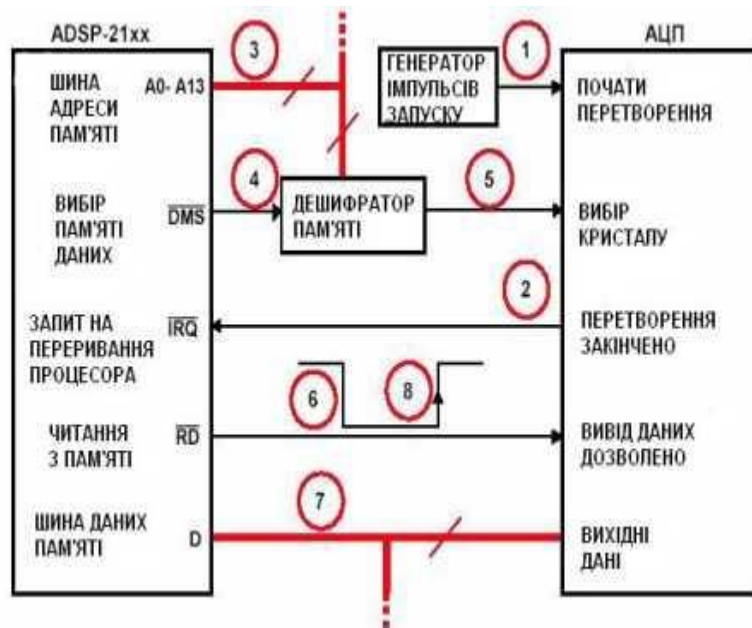 ADSP-21xx
ШИНА
АДРЕСИ
ПАМ'ЯТІ
A0- A13
3
ГЕНЕРАТОР
ІМПУЛЬСІВ
ЗАПУСКУ
1
АЦП
ПОЧАТИ
ПЕРЕТВОРЕННЯ
ВИБІР
ПАМ'ЯТІ
ДАНИХ
DMS
4
ДЕШИФРАТОР
ПАМ'ЯТІ
5
ВИБІР
КРИСТАЛУ
ЗАПИТ НА
ПЕРЕРИВАННЯ
ПРОЦЕСОРА
IRQ
2
ПЕРЕТВОРЕННЯ
ЗАКІНЧЕНО
6
8
ЧИТАННЯ
З ПАМ'ЯТІ
RD
ВИВІД ДАНИХ
ДОЗВОЛЕНО
ШИНА ДАНИХ
ПАМ'ЯТІ
D
7
ВИХІДНІ
ДАНІ